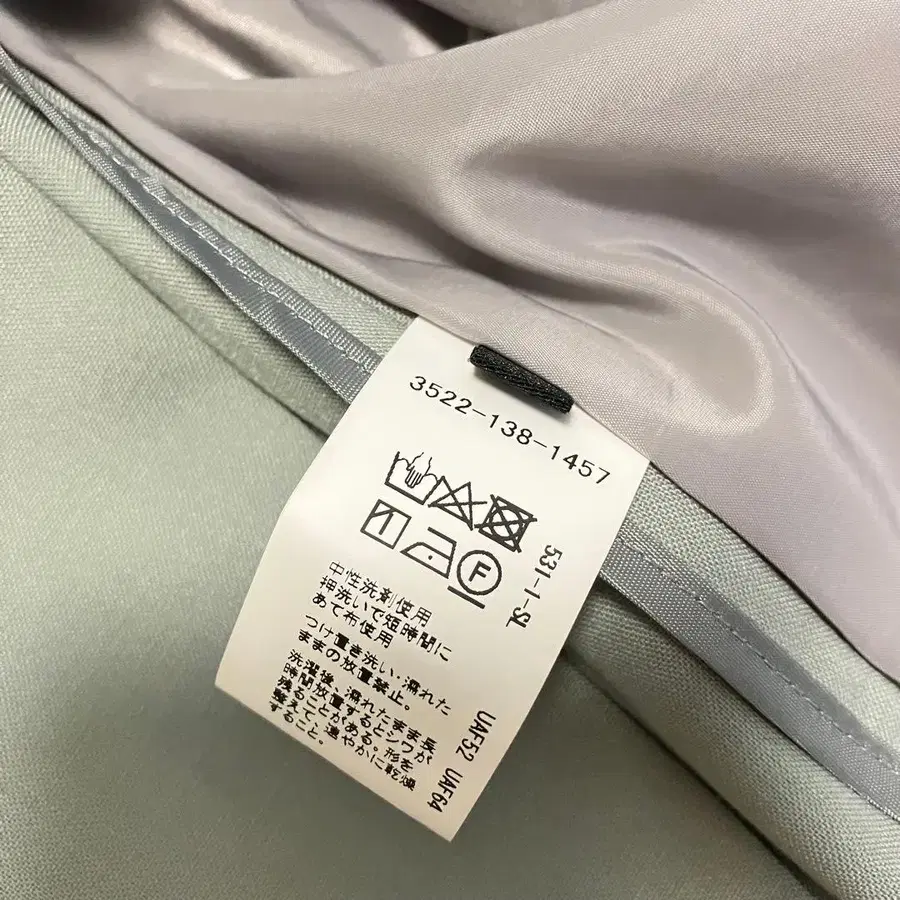 3522-138-1457
F
531-1-SL
中性洗剤使用
押洗いで短時間に
あて布使用
つけ置き洗い・濡れた
ままの放置禁止。
洗濯後、濡れたまま長
時間放置するとシワが
残ることがある。形を
整えて、速やかに乾燥
すること。
UAF52 UAF64